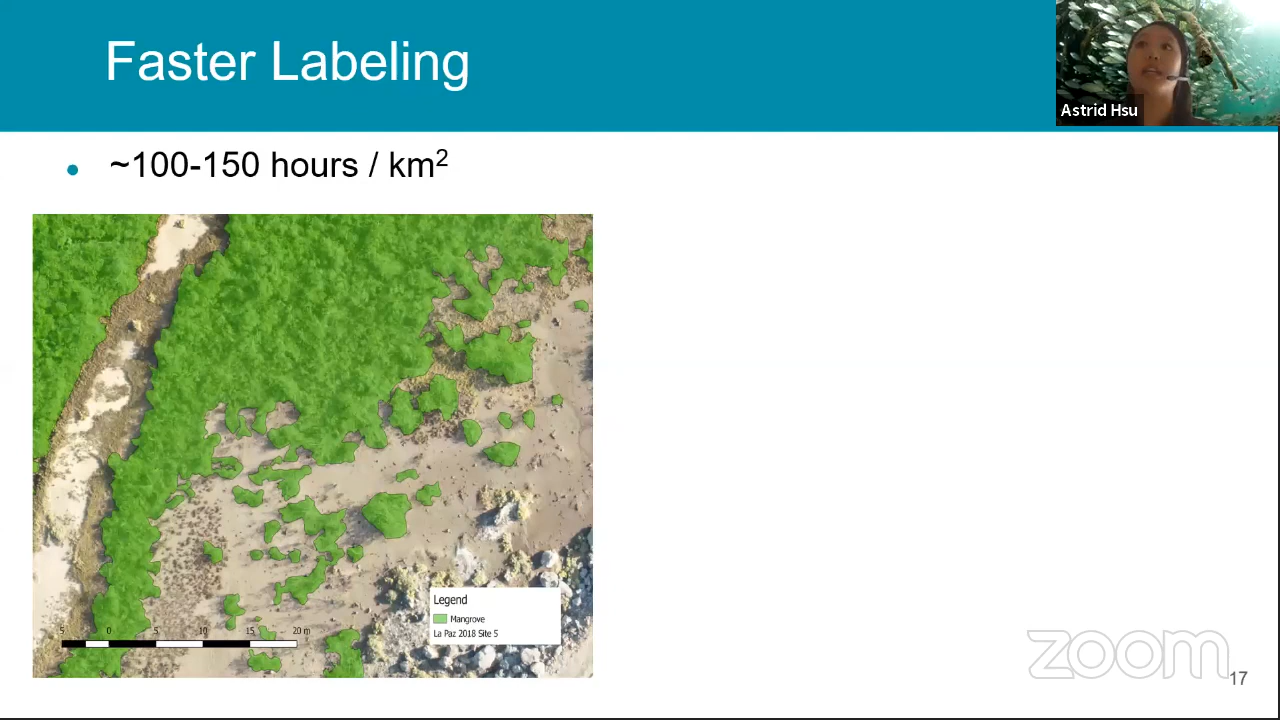 Faster Labeling
Astrid Hsu
~100-150 hours / km²
Legend
Mangrove
La Paz 2018 Site 5
5 0 5 10 15 20 m
zoom
17